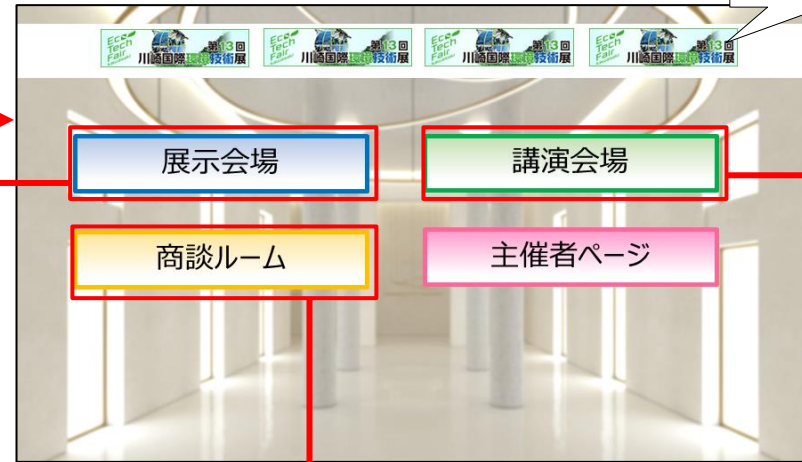 Eco Tech Fair 第13回 川崎国際環境技術展
Eco Tech Fair 第13回 川崎国際環境技術展
Eco Tech Fair 第13回 川崎国際環境技術展
Eco Tech Fair 第13回 川崎国際環境技術展
展示会場
講演会場
商談ルーム
主催者ページ